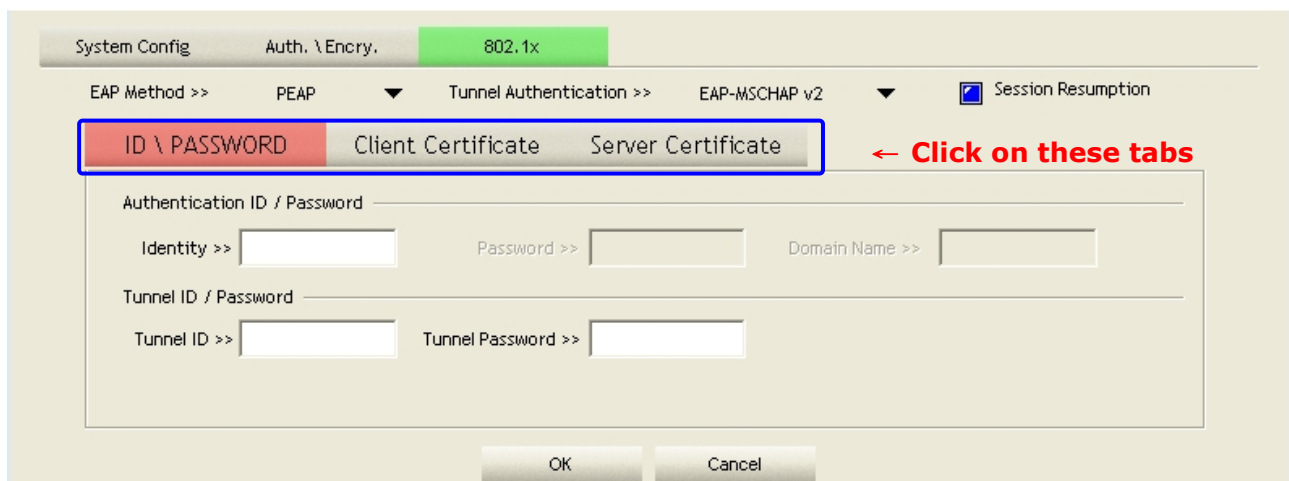 System Config Auth. \ Encry. 802.1x
EAP Method >> PEAP Tunnel Authentication >> EAP-MSCHAP v2 Session Resumption
ID \ PASSWORD Client Certificate Server Certificate ← Click on these tabs
Authentication ID / Password
Identity >> Password >> Domain Name >>
Tunnel ID / Password
Tunnel ID >> Tunnel Password >>
OK Cancel